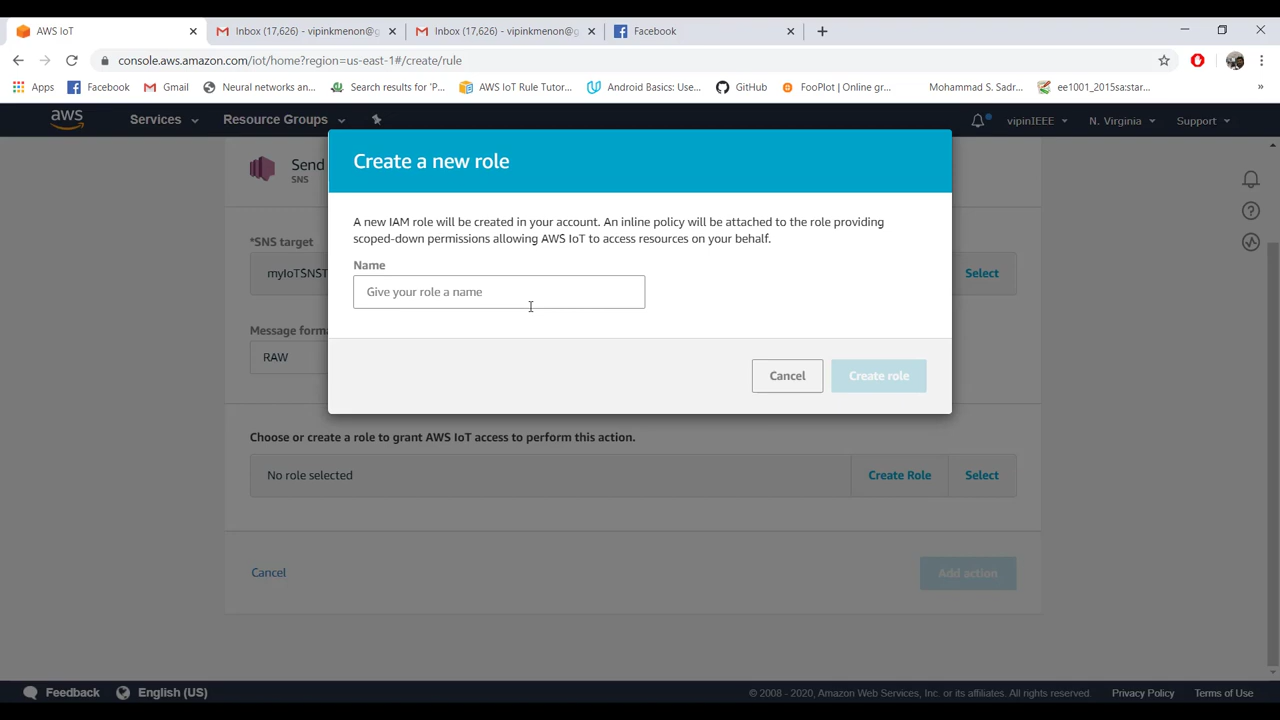 AWS IoT
Inbox (17,626) - vipinkmenon@g
Inbox (17,626) - vipinkmenon@g
Facebook
console.aws.amazon.com/iot/home?region=us-east-1#/create/rule
Apps
Facebook
Gmail
Neural networks an...
Search results for 'P...
AWS IoT Rule Tutor...
Android Basics: Use...
GitHub
FooPlot | Online gr...
Mohammad S. Sadr...
ee1001_2015sa:star...
aws
Services
Resource Groups
vipinIEEE
N. Virginia
Support
Create a new role
Send
SNS
A new IAM role will be created in your account. An inline policy will be attached to the role providing
scoped-down permissions allowing AWS IoT to access resources on your behalf.
*SNS target
Name
myIoTSNST
Give your role a name
Select
Message forma
RAW
Cancel
Create role
Choose or create a role to grant AWS IoT access to perform this action.
No role selected
Create Role
Select
Cancel
Add action
Feedback
English (US)
© 2008 - 2020, Amazon Web Services, Inc. or its affiliates. All rights reserved.
Privacy Policy
Terms of Use